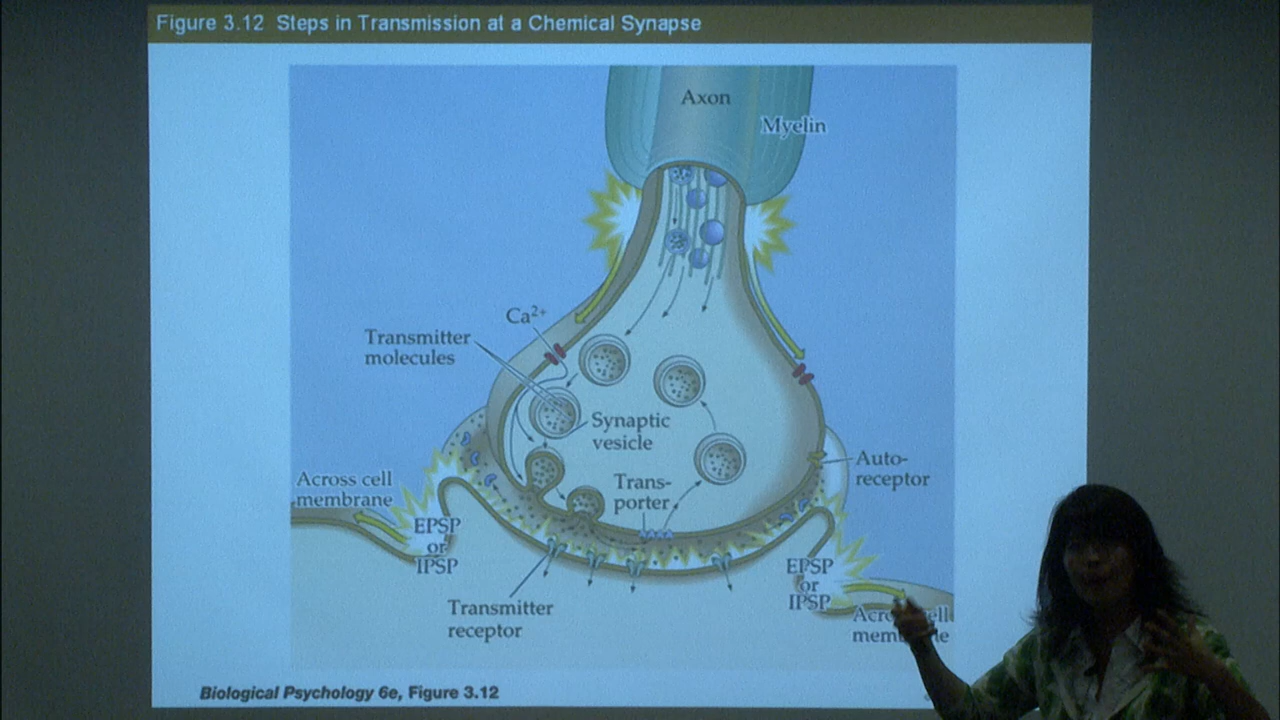 Figure 3.12 Steps in Transmission at a Chemical Synapse
Axon
Myelin
Ca2+
Transmitter
molecules
Synaptic
vesicle
Auto-
receptor
Trans-
porter
Across cell
membrane
EPSP
or
IPSP
EPSP
or
IPSP
Transmitter
receptor
cell
Biological Psychology 6e, Figure 3.12